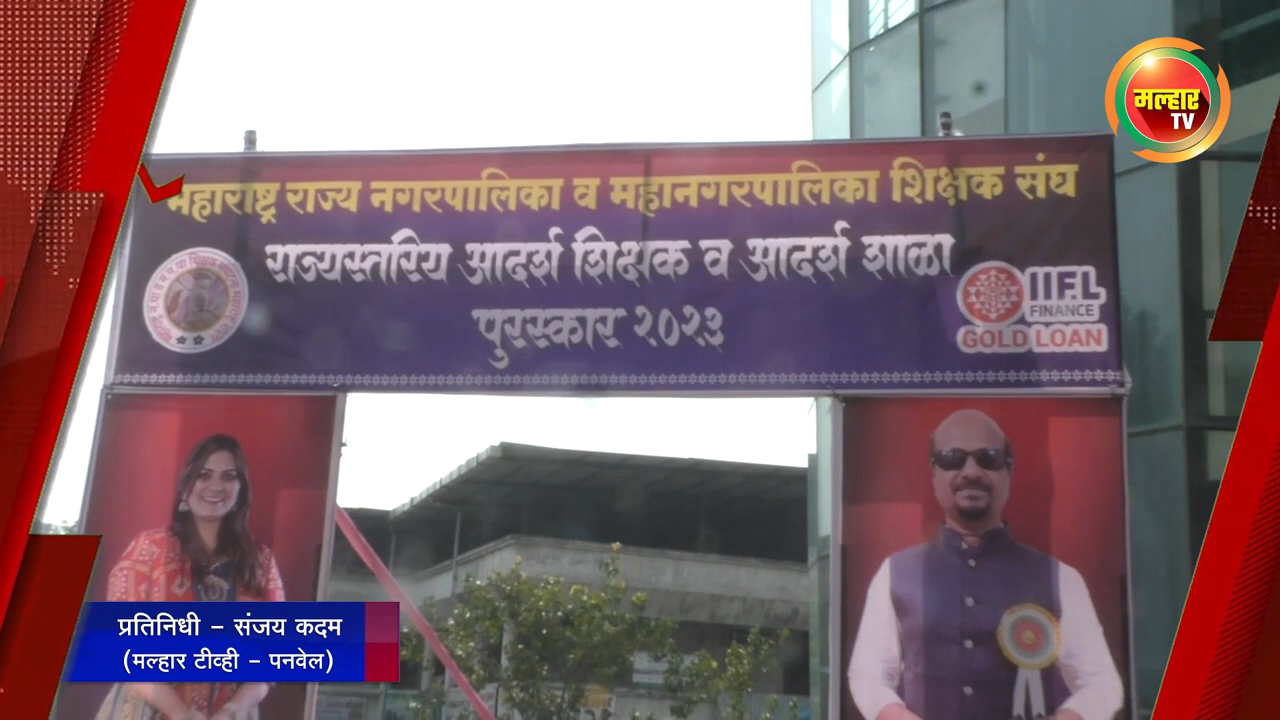 मल्हार
TV
महाराष्ट्र राज्य नगरपालिका व महानगरपालिका शिक्षक संघ
राज्यस्तरिय आदर्श शिक्षक व आदर्श शाळा
पुरस्कार २०२३
IIFL
FINANCE
GOLD LOAN
प्रतिनिधी - संजय कदम
(मल्हार टीव्ही - पनवेल)